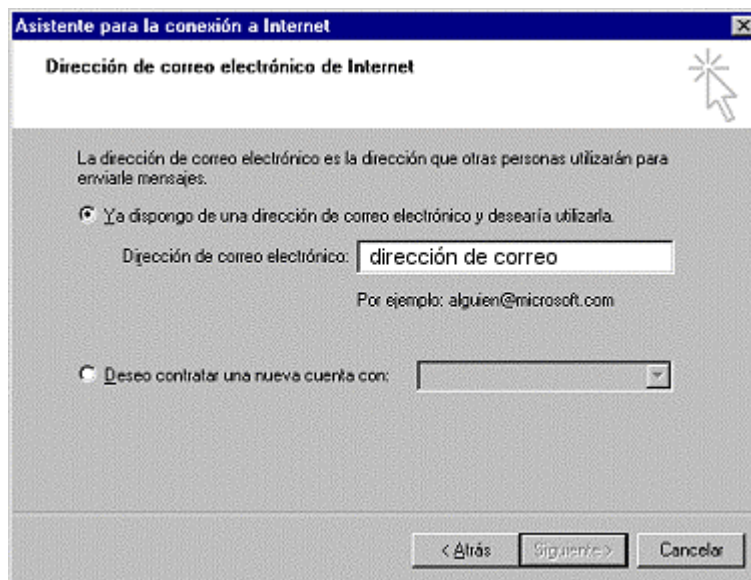 Asistente para la conexión a Internet
Dirección de correo electrónico de Internet
La dirección de correo electrónico es la dirección que otras personas utilizarán para
enviarle mensajes.
Ya dispongo de una dirección de correo electrónico y desearía utilizarla.
Dirección de correo electrónico: dirección de correo
Por ejemplo: alguien@microsoft.com
Deseo contratar una nueva cuenta con:
< Atrás Siguiente > Cancelar